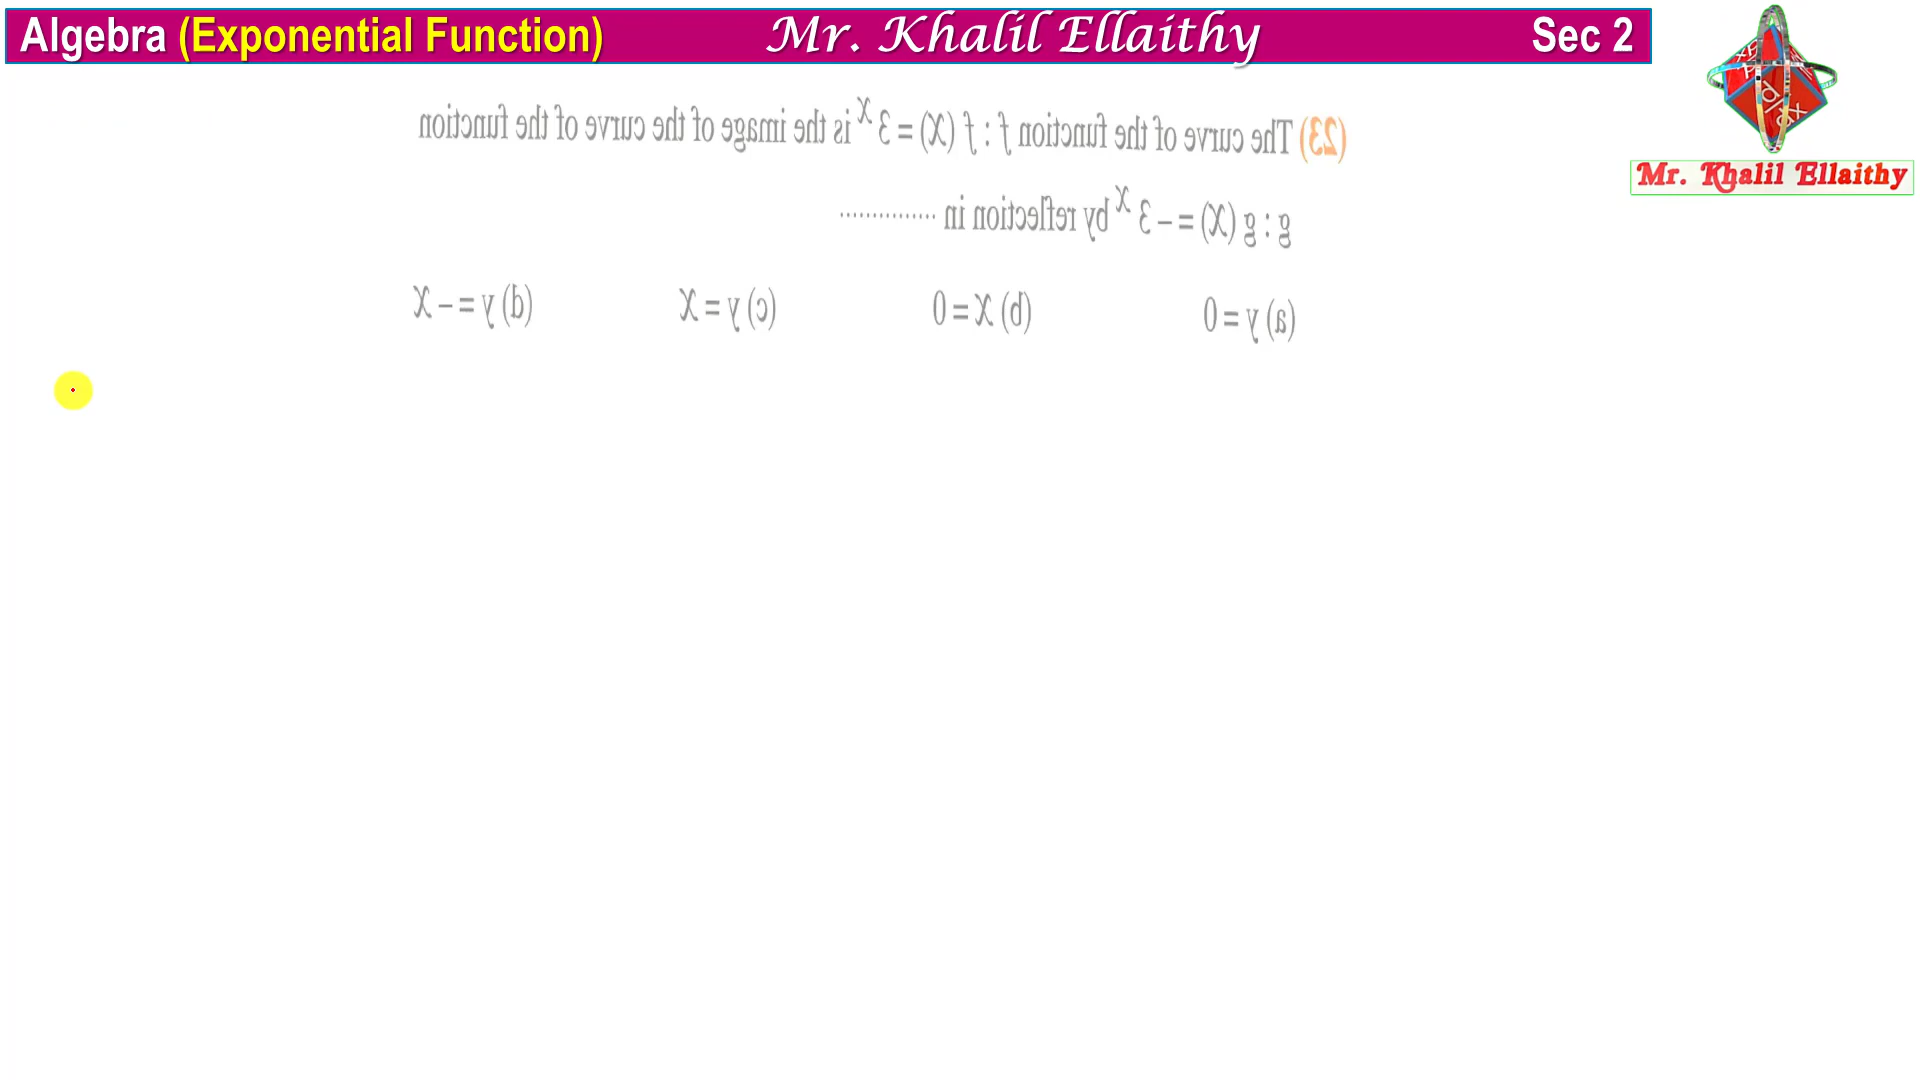 Algebra (Exponential Function) Mr. Khalil Ellaithy Sec 2
Mr. Khalil Ellaithy
(23) The curve of the function f : f (X) = 3^X is the image of the curve of the function
g : g (X) = – 3^X by reflection in ...............
(a) y = 0 (b) X = 0 (c) y = X (d) y = – X